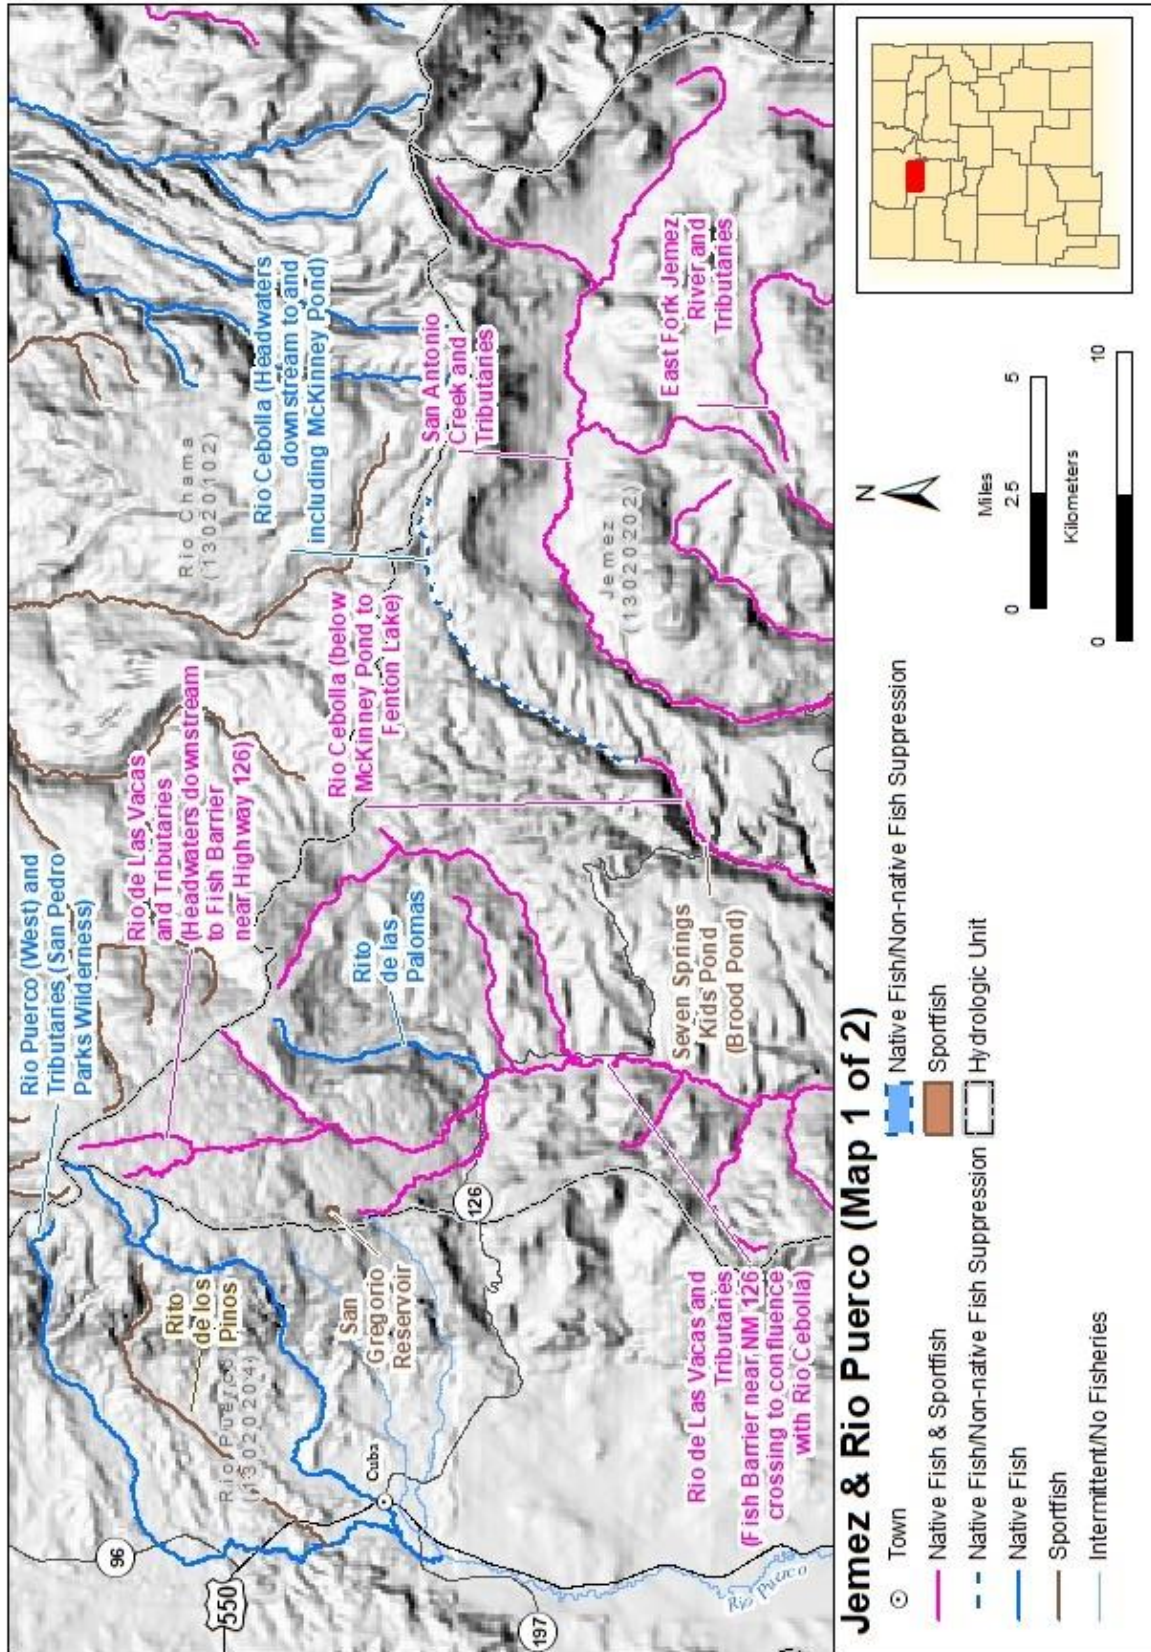 Rio Puerco (West) and
Tributaries (San Pedro
Parks Wilderness)
Rio de Las Vacas
and Tributaries
(Headwaters downstream
to Fish Barrier
near Highway 126)
Rio Chama
(13020102)
Rio Cebolla (Headwaters
downstream to and
including McKinney Pond)
96
550
197
Rito
de los
Pinos
Rio Puerco
(13020204)
San
Gregorio
Reservoir
Cuba
126
Rito
de las
Palomas
Rio Cebolla (below
McKinney Pond to
Fenton Lake)
San Antonio
Creek and
Tributaries
Jemez
(13020202)
East Fork Jemez
River and
Tributaries
Seven Springs
Kids Pond
(Brood Pond)
Rio de Las Vacas and
Tributaries
(Fish Barrier near NM 126
crossing to confluence
with Rio Cebolla)
Rio Puerco
Jemez & Rio Puerco (Map 1 of 2)
Town
Native Fish & Sportfish
Native Fish/Non-native Fish Suppression
Native Fish
Sportfish
Intermittent/No Fisheries
Native Fish/Non-native Fish Suppression
Sportfish
Hydrologic Unit
N
Miles
0 2.5 5
Kilometers
0 5 10